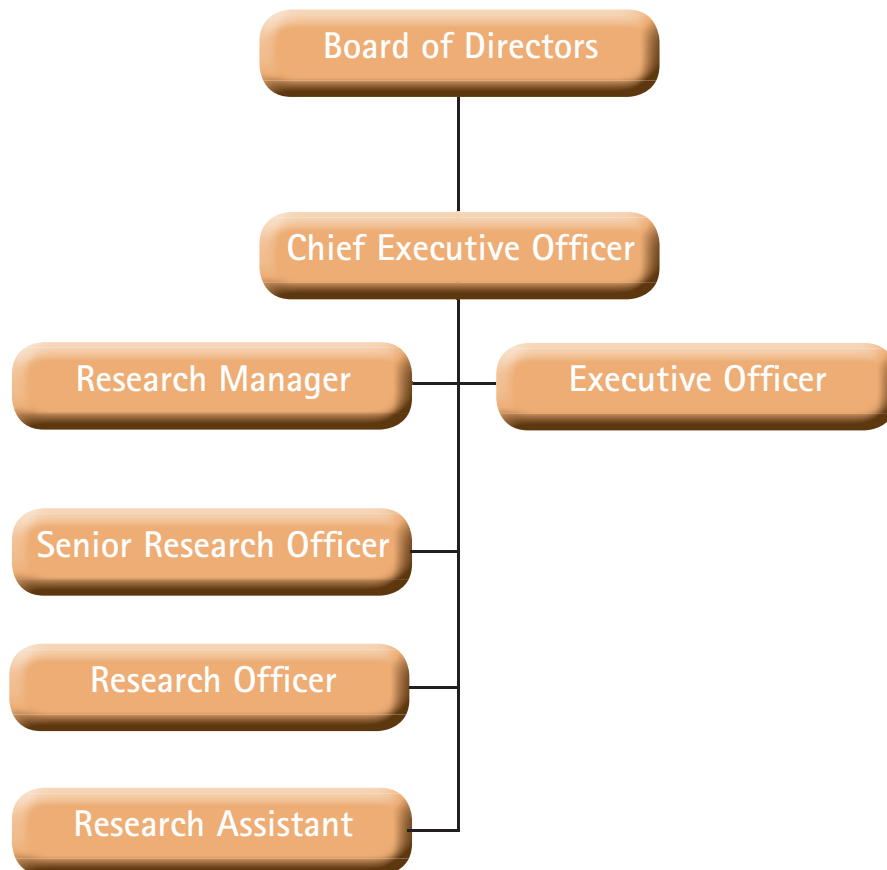 Board of Directors
Chief Executive Officer
Research Manager
Executive Officer
Senior Research Officer
Research Officer
Research Assistant